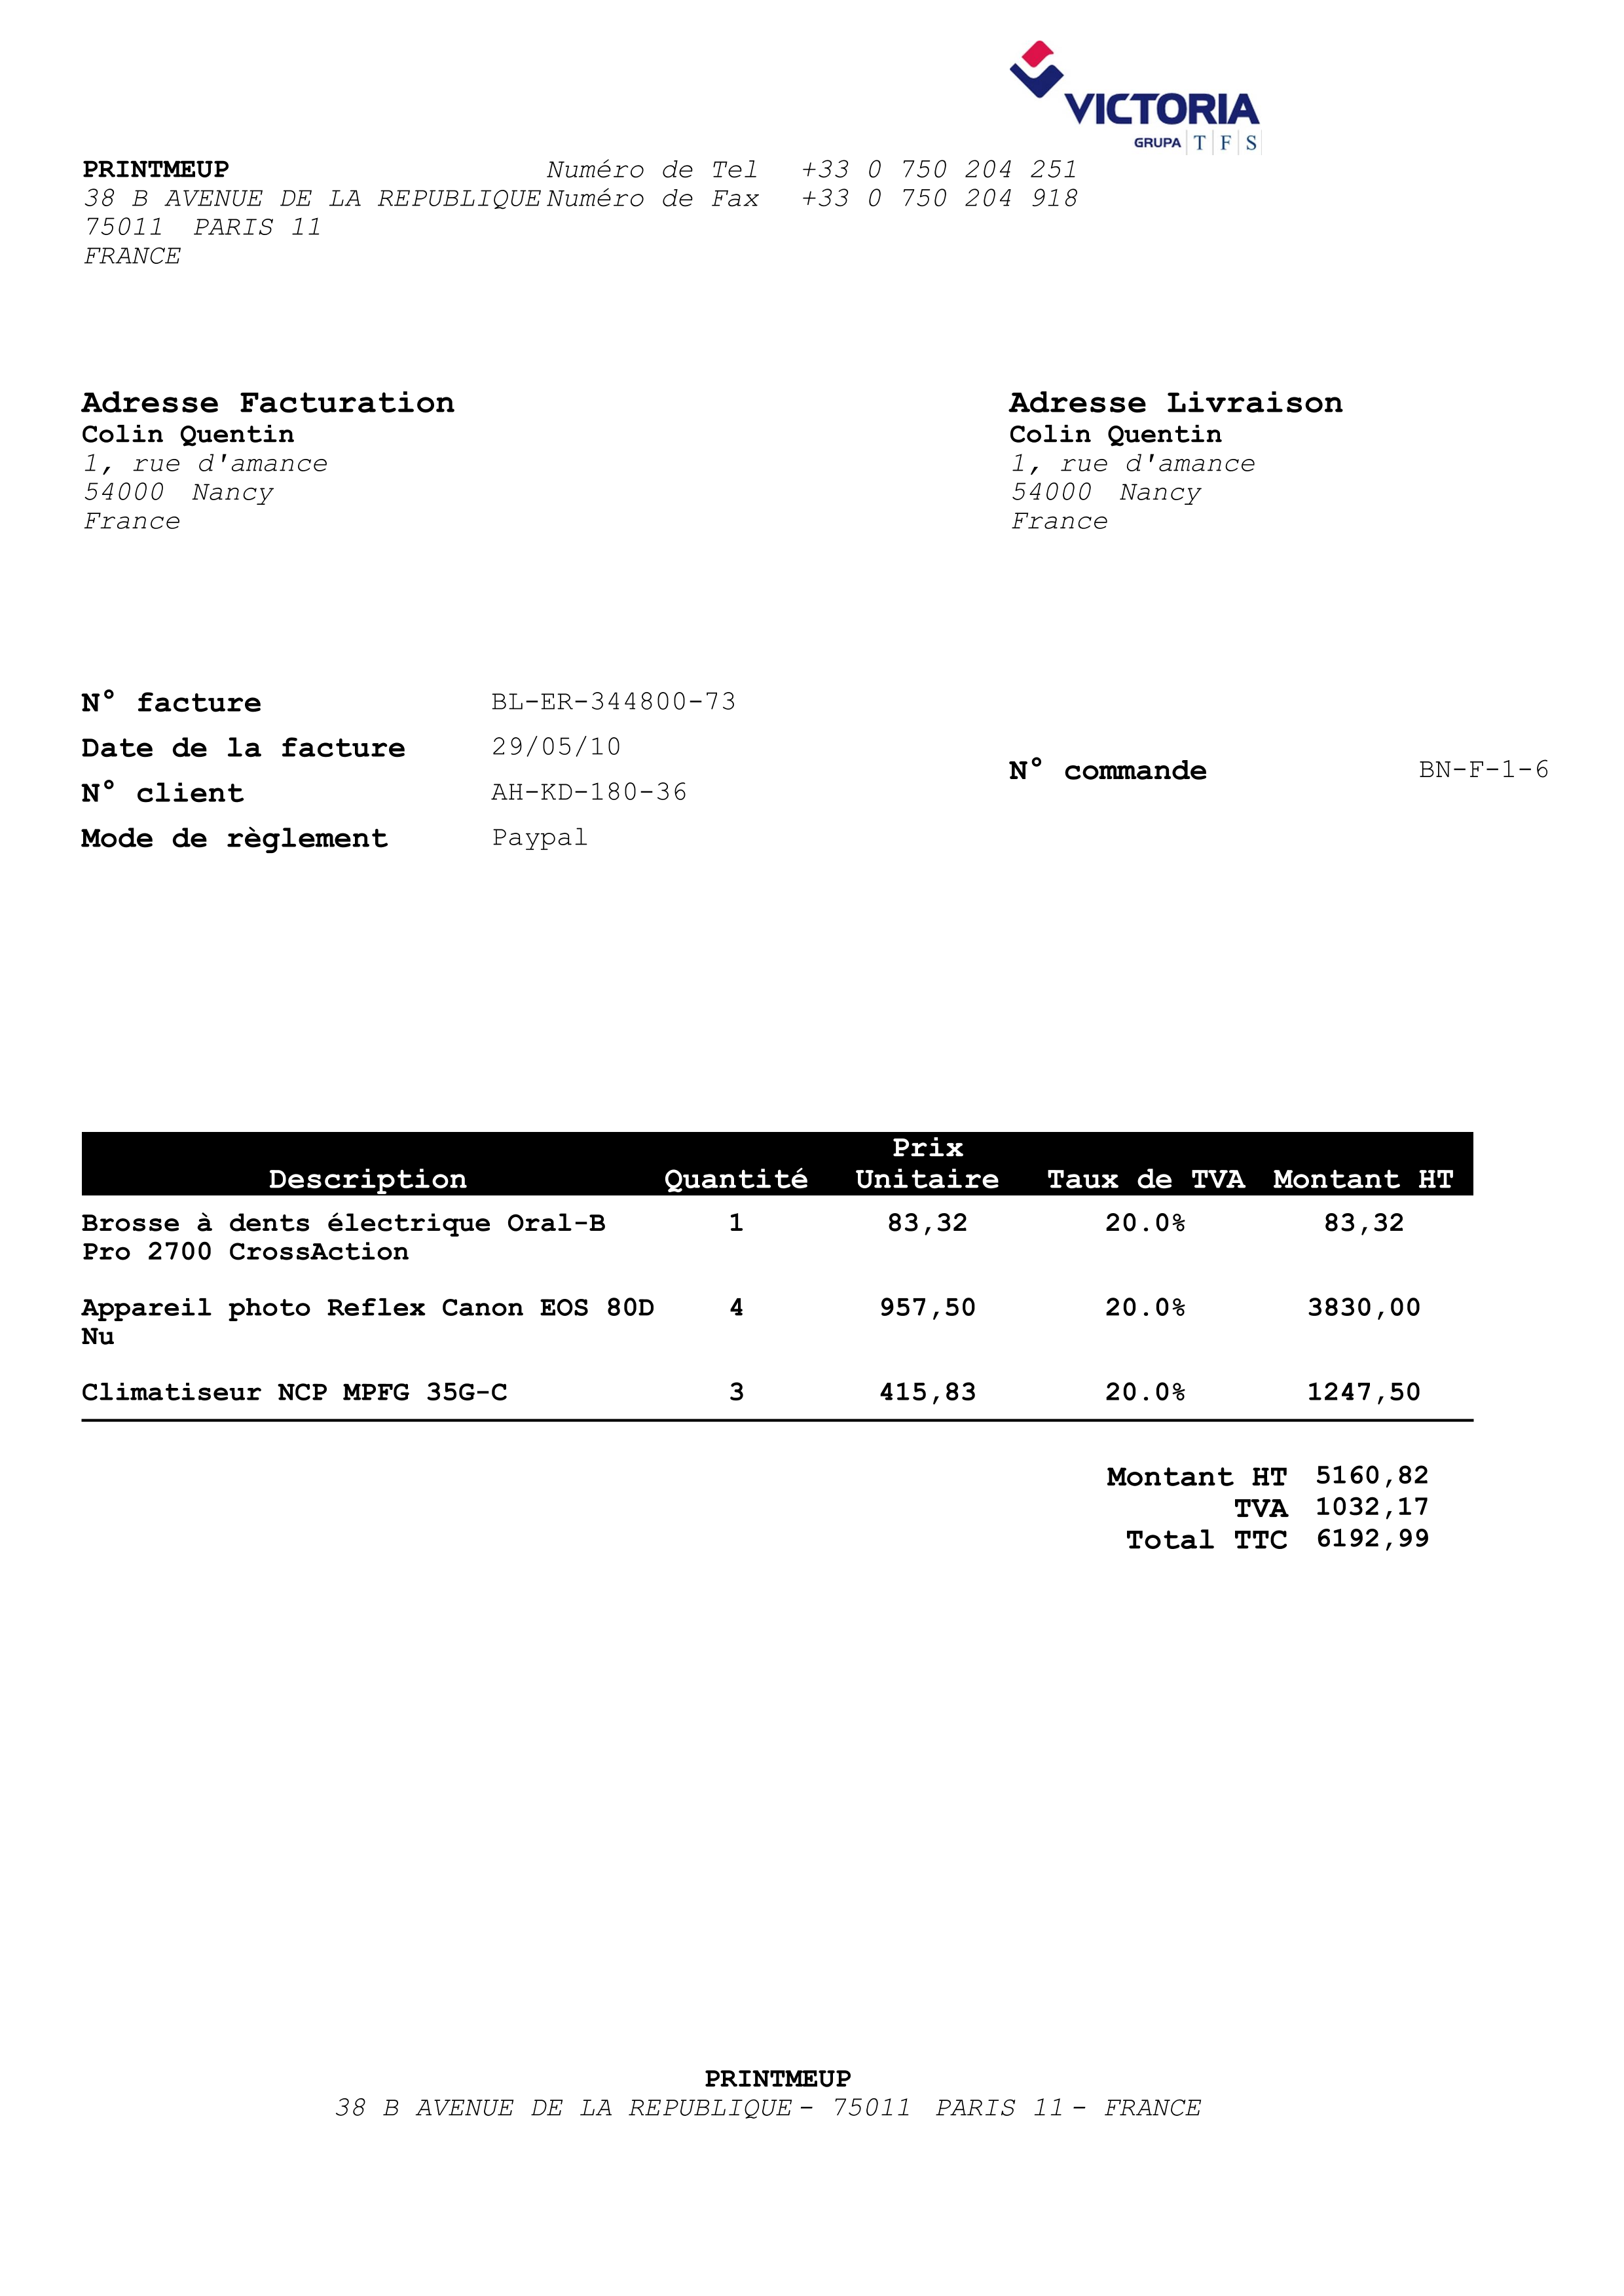 VICTORIA
GRUPA T F S
PRINTMEUP
38 B AVENUE DE LA REPUBLIQUE
75011 PARIS 11
FRANCE
Numéro de Tel +33 0 750 204 251
Numéro de Fax +33 0 750 204 918
Adresse Facturation
Colin Quentin
1, rue d'amance
54000 Nancy
France
Adresse Livraison
Colin Quentin
1, rue d'amance
54000 Nancy
France
N° facture BL-ER-344800-73
Date de la facture 29/05/10
N° client AH-KD-180-36
Mode de règlement Paypal
N° commande BN-F-1-6
Prix
Description Quantité Unitaire Taux de TVA Montant HT
Brosse à dents électrique Oral-B 1 83,32 20.0% 83,32
Pro 2700 CrossAction
Appareil photo Reflex Canon EOS 80D 4 957,50 20.0% 3830,00
Nu
Climatiseur NCP MPFG 35G-C 3 415,83 20.0% 1247,50
Montant HT 5160,82
TVA 1032,17
Total TTC 6192,99
PRINTMEUP
38 B AVENUE DE LA REPUBLIQUE - 75011 PARIS 11 - FRANCE